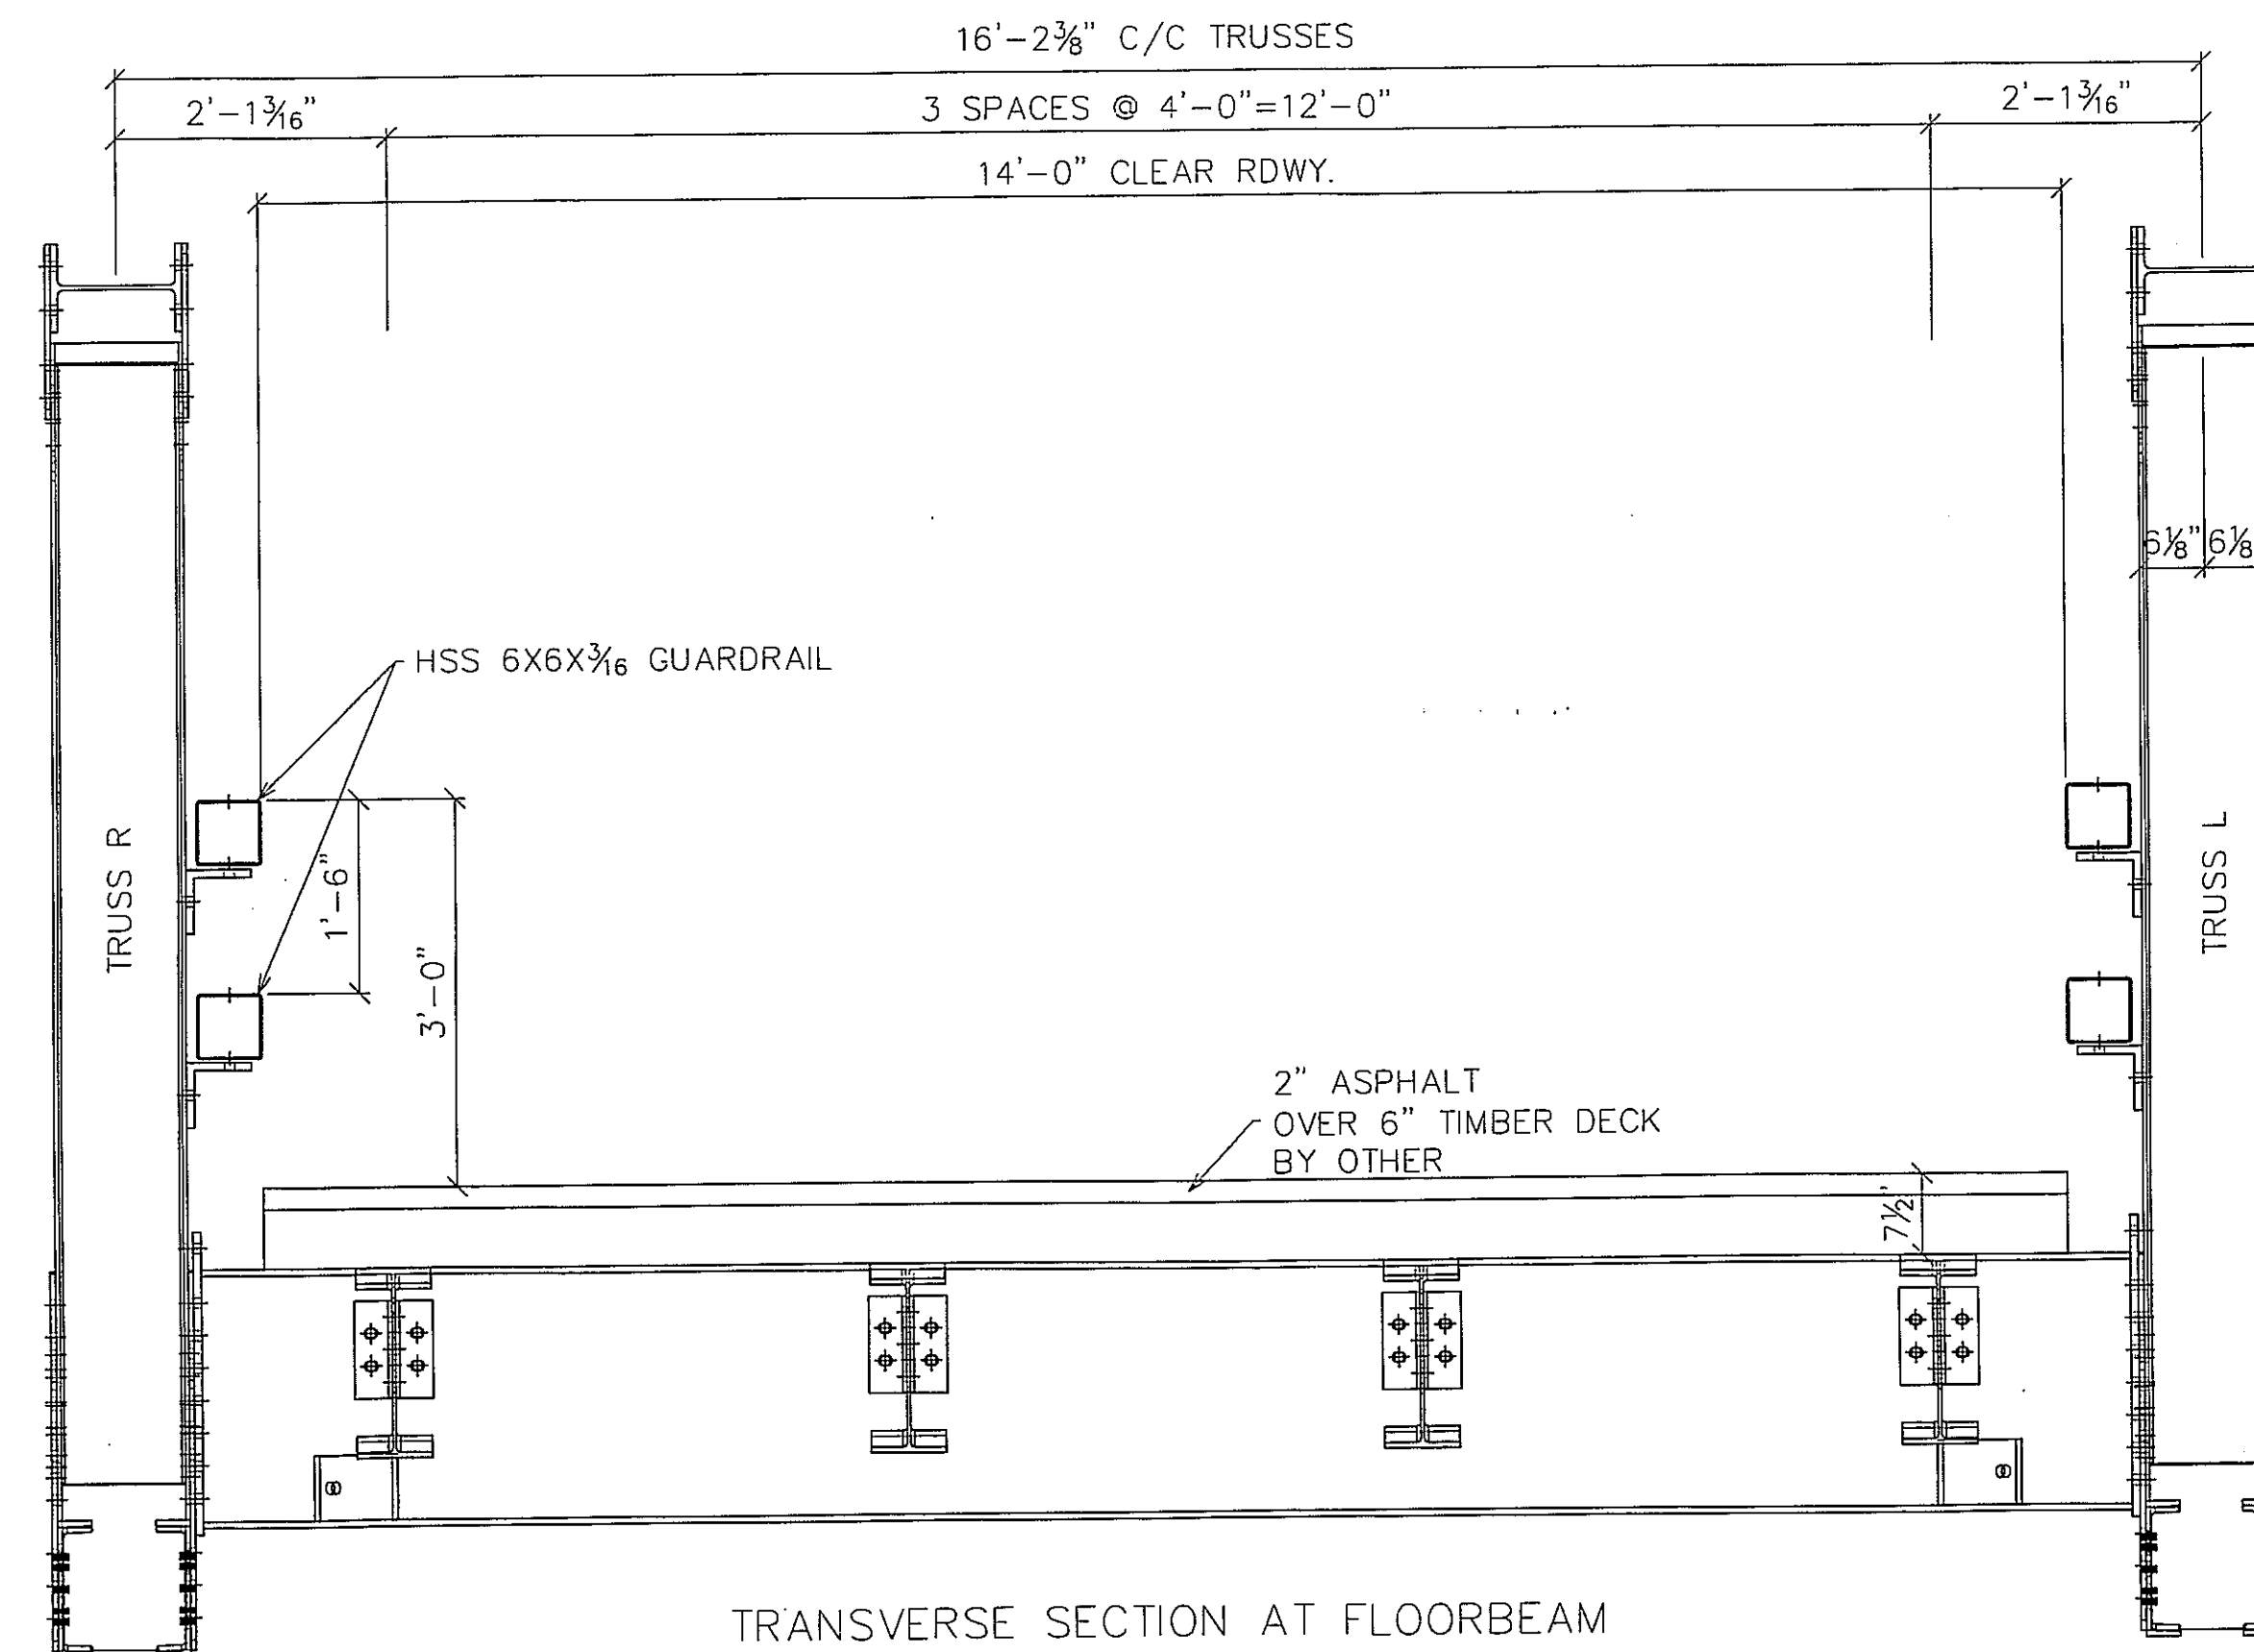 16'-2⅜" C/C TRUSSES
2'-1³⁄₁₆" 3 SPACES @ 4'-0"=12'-0" 2'-1³⁄₁₆"
14'-0" CLEAR RDWY.
6⅛" 6⅛
HSS 6X6X³⁄₁₆ GUARDRAIL
TRUSS R
1'-6"
3'-0"
TRUSS L
2" ASPHALT
OVER 6" TIMBER DECK
BY OTHER
7½"
TRANSVERSE SECTION AT FLOORBEAM